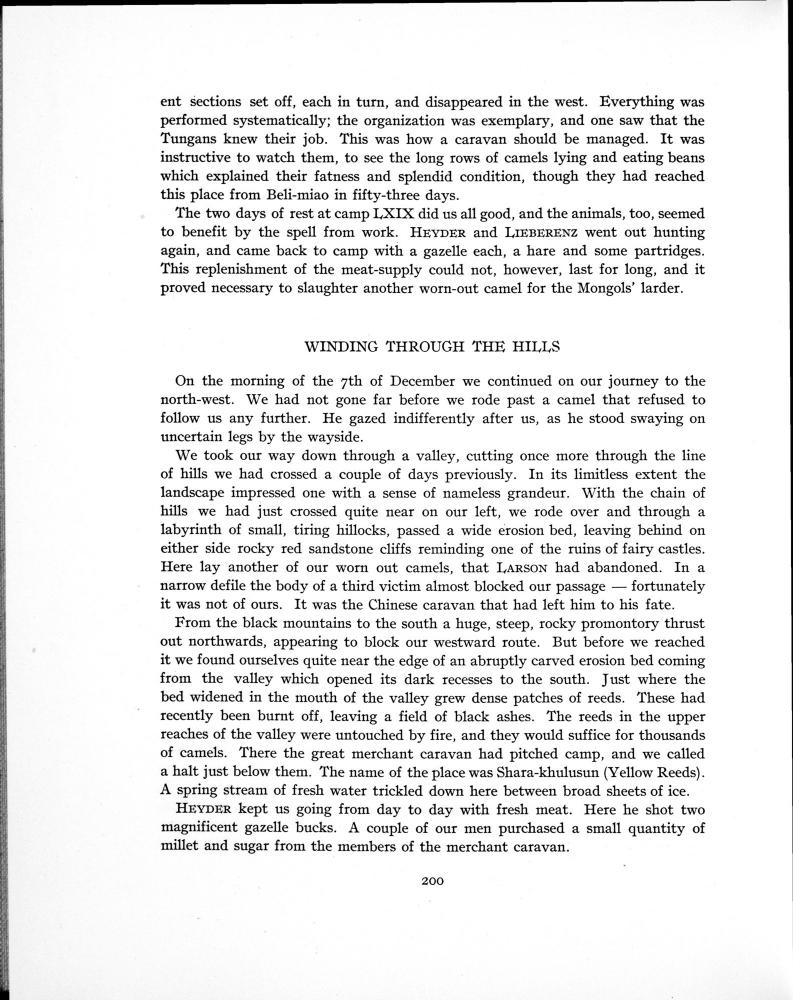 ent sections set off, each in turn, and disappeared in the west. Everything was
performed systematically; the organization was exemplary, and one saw that the
Tungans knew their job. This was how a caravan should be managed. It was
instructive to watch them, to see the long rows of camels lying and eating beans
which explained their fatness and splendid condition, though they had reached
this place from Beli-miao in fifty-three days.
The two days of rest at camp LXIX did us all good, and the animals, too, seemed
to benefit by the spell from work. HEYDER and LIEBERENZ went out hunting
again, and came back to camp with a gazelle each, a hare and some partridges.
This replenishment of the meat-supply could not, however, last for long, and it
proved necessary to slaughter another worn-out camel for the Mongols' larder.
WINDING THROUGH THE HILLS
On the morning of the 7th of December we continued on our journey to the
north-west. We had not gone far before we rode past a camel that refused to
follow us any further. He gazed indifferently after us, as he stood swaying on
uncertain legs by the wayside.
We took our way down through a valley, cutting once more through the line
of hills we had crossed a couple of days previously. In its limitless extent the
landscape impressed one with a sense of nameless grandeur. With the chain of
hills we had just crossed quite near on our left, we rode over and through a
labyrinth of small, tiring hillocks, passed a wide erosion bed, leaving behind on
either side rocky red sandstone cliffs reminding one of the ruins of fairy castles.
Here lay another of our worn out camels, that LARSON had abandoned. In a
narrow defile the body of a third victim almost blocked our passage — fortunately
it was not of ours. It was the Chinese caravan that had left him to his fate.
From the black mountains to the south a huge, steep, rocky promontory thrust
out northwards, appearing to block our westward route. But before we reached
it we found ourselves quite near the edge of an abruptly carved erosion bed coming
from the valley which opened its dark recesses to the south. Just where the
bed widened in the mouth of the valley grew dense patches of reeds. These had
recently been burnt off, leaving a field of black ashes. The reeds in the upper
reaches of the valley were untouched by fire, and they would suffice for thousands
of camels. There the great merchant caravan had pitched camp, and we called
a halt just below them. The name of the place was Shara-khulusun (Yellow Reeds).
A spring stream of fresh water trickled down here between broad sheets of ice.
HEYDER kept us going from day to day with fresh meat. Here he shot two
magnificent gazelle bucks. A couple of our men purchased a small quantity of
millet and sugar from the members of the merchant caravan.
200